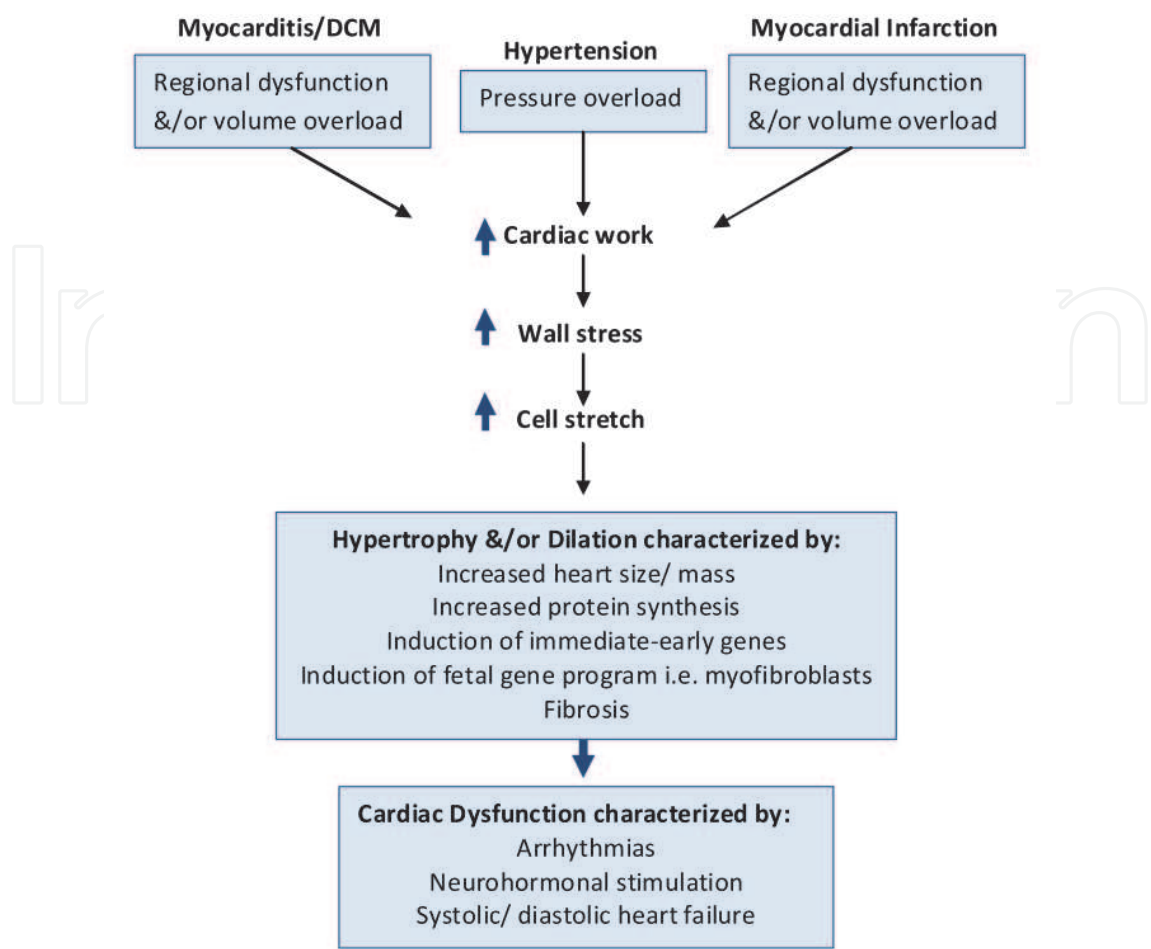 Myocarditis/DCM
Regional dysfunction
&/or volume overload
Hypertension
Pressure overload
Myocardial Infarction
Regional dysfunction
&/or volume overload
Cardiac work
Wall stress
Cell stretch
Hypertrophy &/or Dilation characterized by:
Increased heart size/ mass
Increased protein synthesis
Induction of immediate-early genes
Induction of fetal gene program i.e. myofibroblasts
Fibrosis
Cardiac Dysfunction characterized by:
Arrhythmias
Neurohormonal stimulation
Systolic/ diastolic heart failure